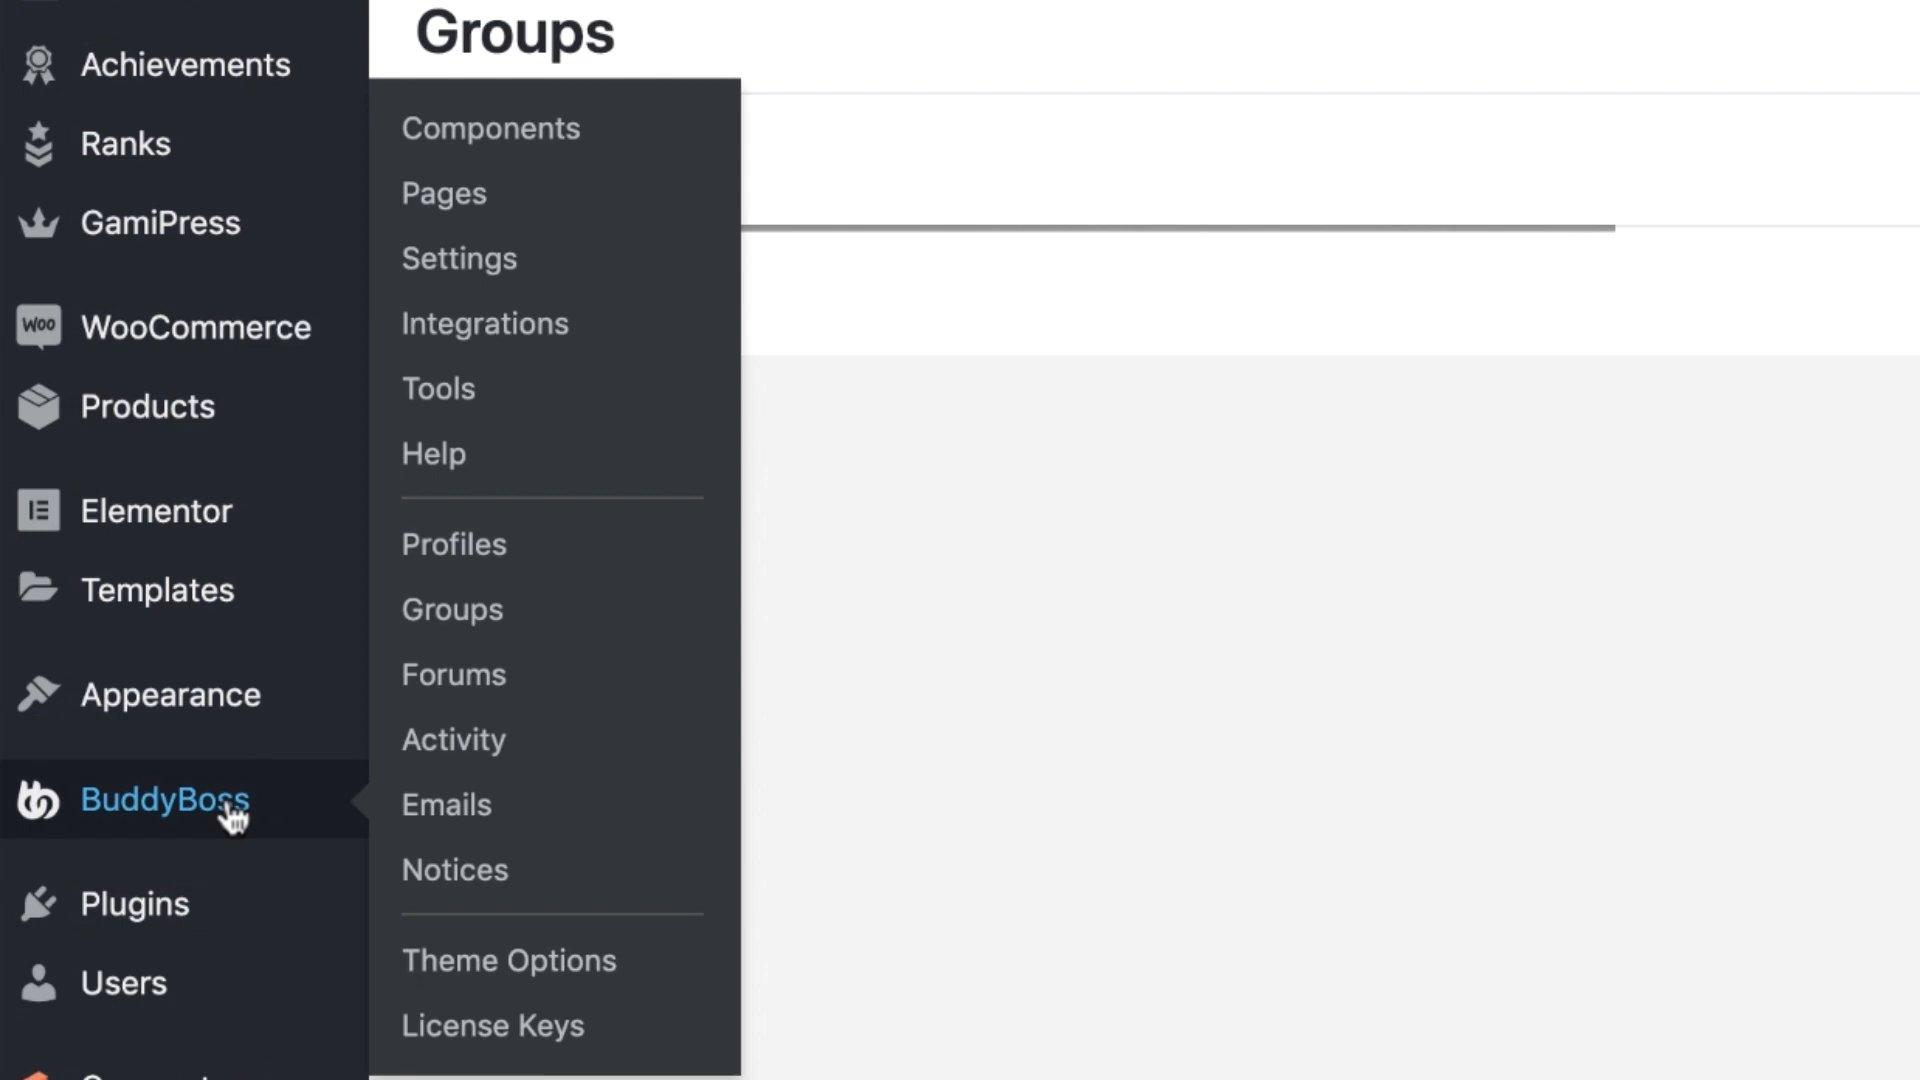 Groups
Achievements
Ranks
GamiPress
Woo
WooCommerce
Products
Elementor
Templates
Appearance
BuddyBoss
Plugins
Users
Components
Pages
Settings
Integrations
Tools
Help
Profiles
Groups
Forums
Activity
Emails
Notices
Theme Options
License Keys